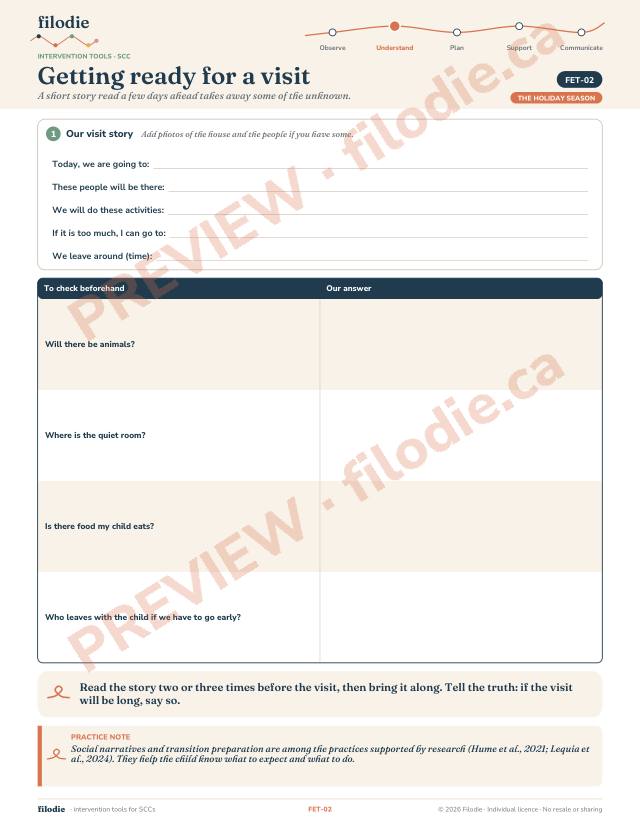 filodie
INTERVENTION TOOLS · SCC
Observe
Understand
Plan
Support
Communicate
Getting ready for a visit
A short story read a few days ahead takes away some of the unknown.
FET-02
THE HOLIDAY SEASON
1 Our visit story Add photos of the house and the people if you have some.
Today, we are going to:
These people will be there:
We will do these activities:
If it is too much, I can go to:
We leave around (time):
To check beforehand
Our answer
Will there be animals?
Where is the quiet room?
Is there food my child eats?
Who leaves with the child if we have to go early?
Read the story two or three times before the visit, then bring it along. Tell the truth: if the visit
will be long, say so.
PRACTICE NOTE
Social narratives and transition preparation are among the practices supported by research (Hume et al., 2021; Lequia et
al., 2024). They help the child know what to expect and what to do.
filodie · intervention tools for SCCs
FET-02
© 2026 Filodie · Individual licence · No resale or sharing
PREVIEW · filodie.ca
PREVIEW · filodie.ca